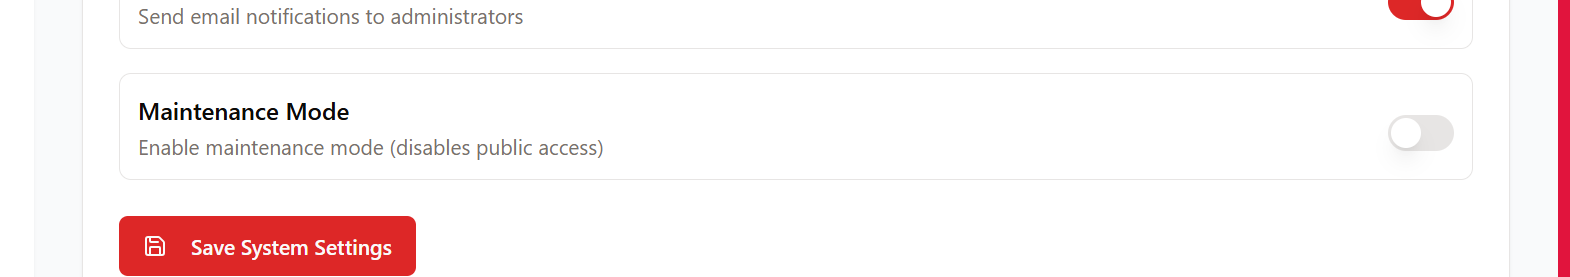 Send email notifications to administrators
Maintenance Mode
Enable maintenance mode (disables public access)
Save System Settings